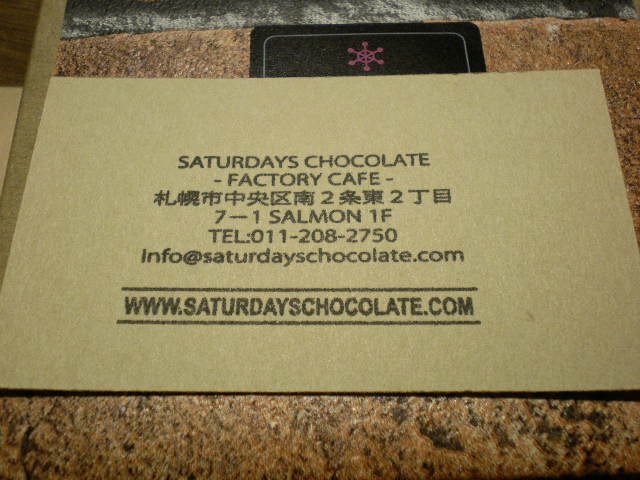 SATURDAYS CHOCOLATE
- FACTORY CAFE -
札幌市中央区南２条東２丁目
７ー１ SALMON 1F
TEL:011-208-2750
Info@saturdayschocolate.com
WWW.SATURDAYSCHOCOLATE.COM